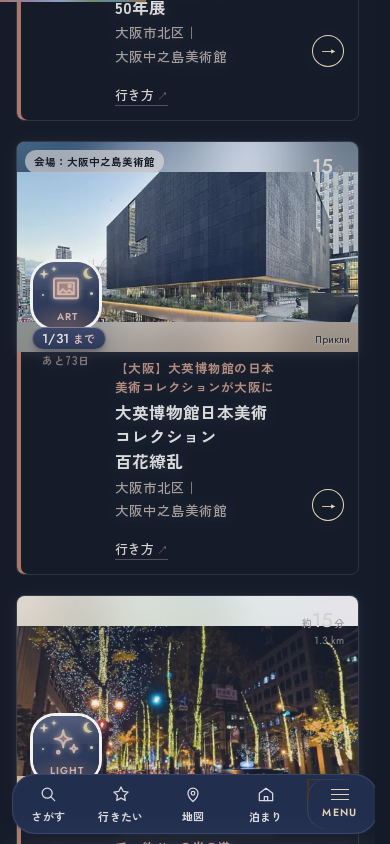 50年展
大阪市北区｜
大阪中之島美術館
行き方 ↗
会場：大阪中之島美術館
15
ART
1/31 まで
あと73日
Прикли
【大阪】大英博物館の日本
美術コレクションが大阪に
大英博物館日本美術
コレクション
百花繚乱
大阪市北区｜
大阪中之島美術館
行き方 ↗
約15分
1.3 km
LIGHT
さがす
行きたい
地図
泊まり
MENU